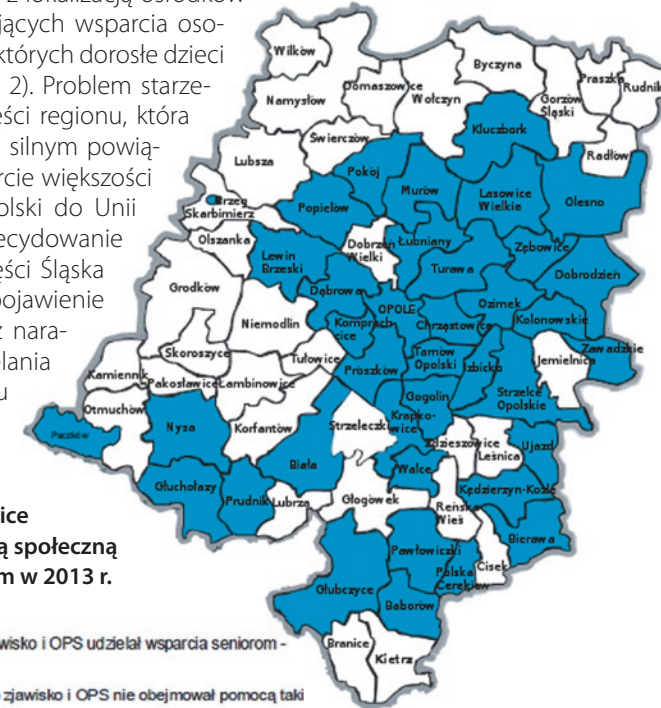 z lokalizacją ośrodków
jących wsparcia oso-
których dorosłe dzieci
2). Problem starze-
ęści regionu, która
silnym powią-
rcie większości
olski do Unii
ecydowanie
ęści Śląska
pojawienie
z nara-
elania
u
ice
ą społeczną
m w 2013 r.
wisko i OPS udzielał wsparcia seniorom -
zjawisko i OPS nie obejmował pomocą taki
Wilków
Domaszowice
Byczyna
Praszka
Rudnik
Namysłów
Wołczyn
Gorzów
Śląski
Świerczów
Kluczbork
Radłów
Lubsza
Pokój
Murów
Lasowice
Wielkie
Olesno
Brzeg
Skarbimierz
Popielów
Olszanka
Lewin
Brzeski
Dobrzeń
Wielki
Łubniany
Zębowice
Turawa
Dobrodzień
Grodków
Dąbrowa
OPOLE
Ozimek
Niemodlin
Komprach-
cice
Chrząstowice
Kolonowskie
Skoroszyce
Tułowice
Tarnów
Opolski
Izbicko
Jemielnica
Zawadzkie
Kamiennik
Pakosławice
Łambinowice
Prószków
Strzelce
Opolskie
Otmuchów
Gogolin
Paczków
Nysa
Korfantów
Strzeleczki
Krapko-
wice
Zdzieszowice
Leśnica
Ujazd
Biała
Walce
Kędzierzyn-Koźle
Głuchołazy
Prudnik
Lubrza
Głogówek
Reńska
Wieś
Bierawa
Pawłowiczki
Polska
Cerekiew
Cisek
Głubczyce
Baborów
Branice
Kietrz